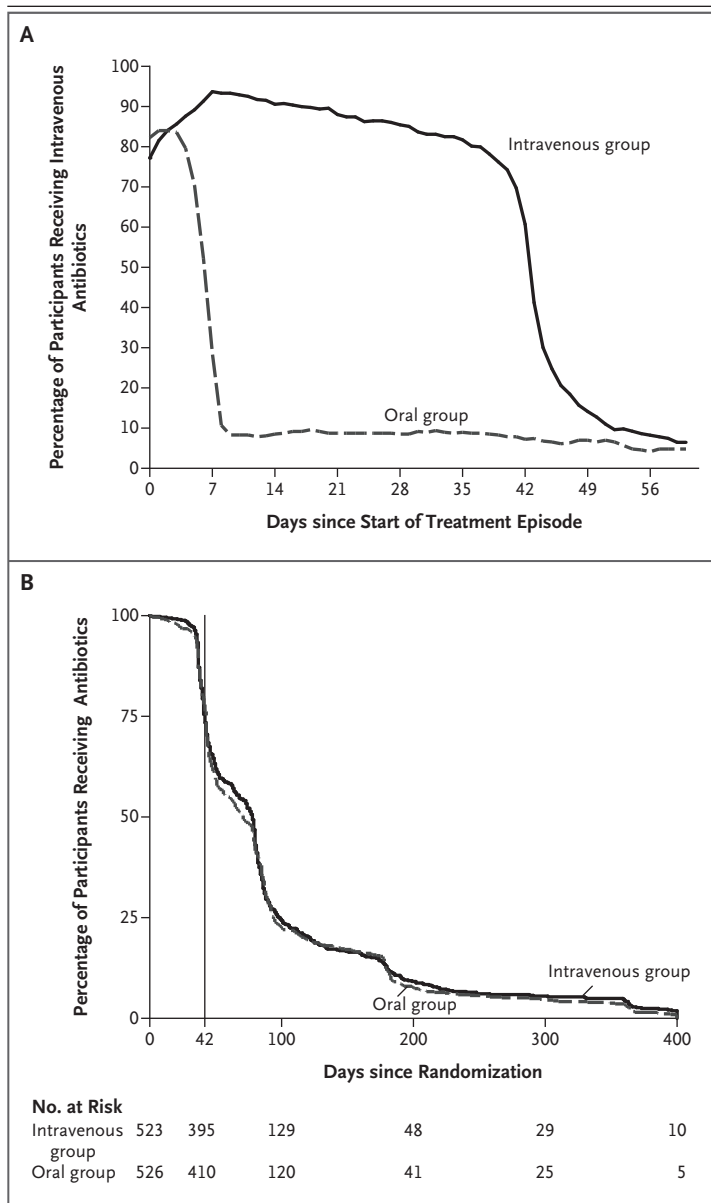 A
Percentage of Participants Receiving Intravenous
Antibiotics
100
90
80
70
60
50
40
30
20
10
0
Intravenous group
Oral group
0 7 14 21 28 35 42 49 56
Days since Start of Treatment Episode
B
Percentage of Participants Receiving Antibiotics
100
75
50
25
0
Intravenous group
Oral group
0 42 100 200 300 400
Days since Randomization
No. at Risk
Intravenous group 523 395 129 48 29 10
Oral group 526 410 120 41 25 5